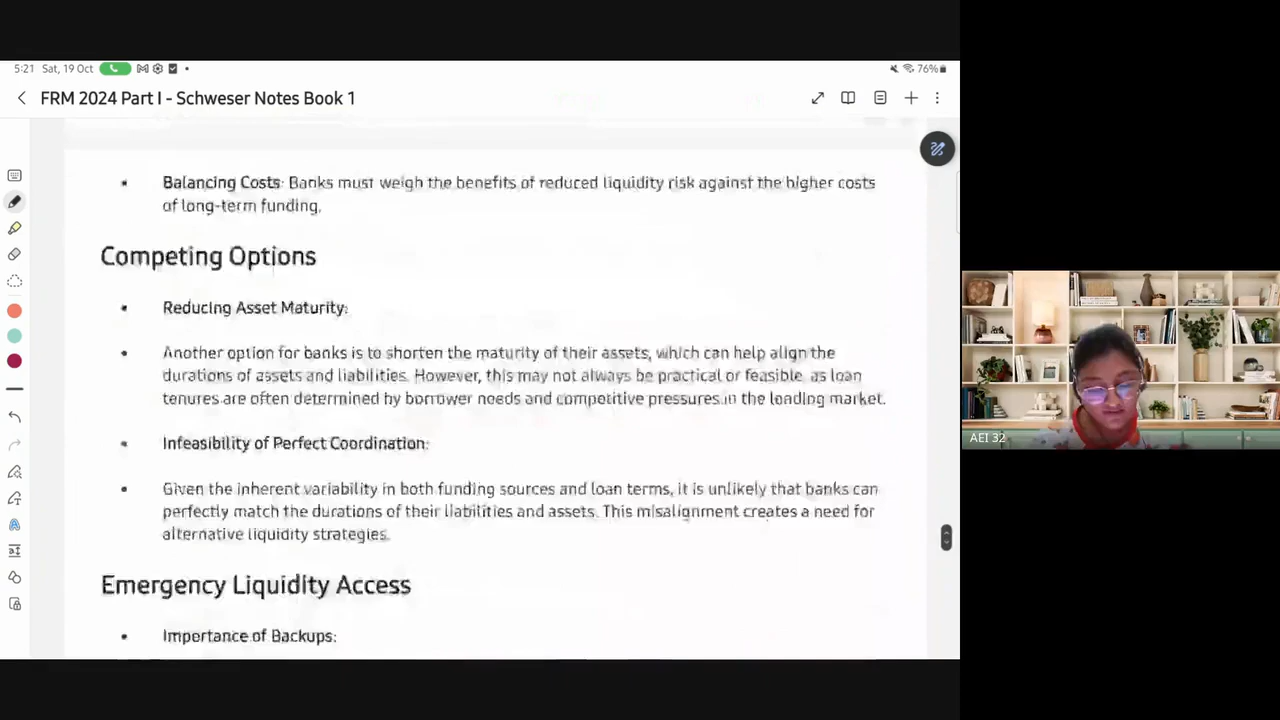 5:21 Sat, 19 Oct
76%
FRM 2024 Part I - Schweser Notes Book 1
Balancing Costs: Banks must weigh the benefits of reduced liquidity risk against the higher costs
of long-term funding.
Competing Options
Reducing Asset Maturity:
Another option for banks is to shorten the maturity of their assets, which can help align the
durations of assets and liabilities. However, this may not always be practical or feasible, as loan
tenures are often determined by borrower needs and competitive pressures in the lending market.
Infeasibility of Perfect Coordination:
Given the inherent variability in both funding sources and loan terms, it is unlikely that banks can
perfectly match the durations of their liabilities and assets. This misalignment creates a need for
alternative liquidity strategies.
Emergency Liquidity Access
Importance of Backups:
AEI 32